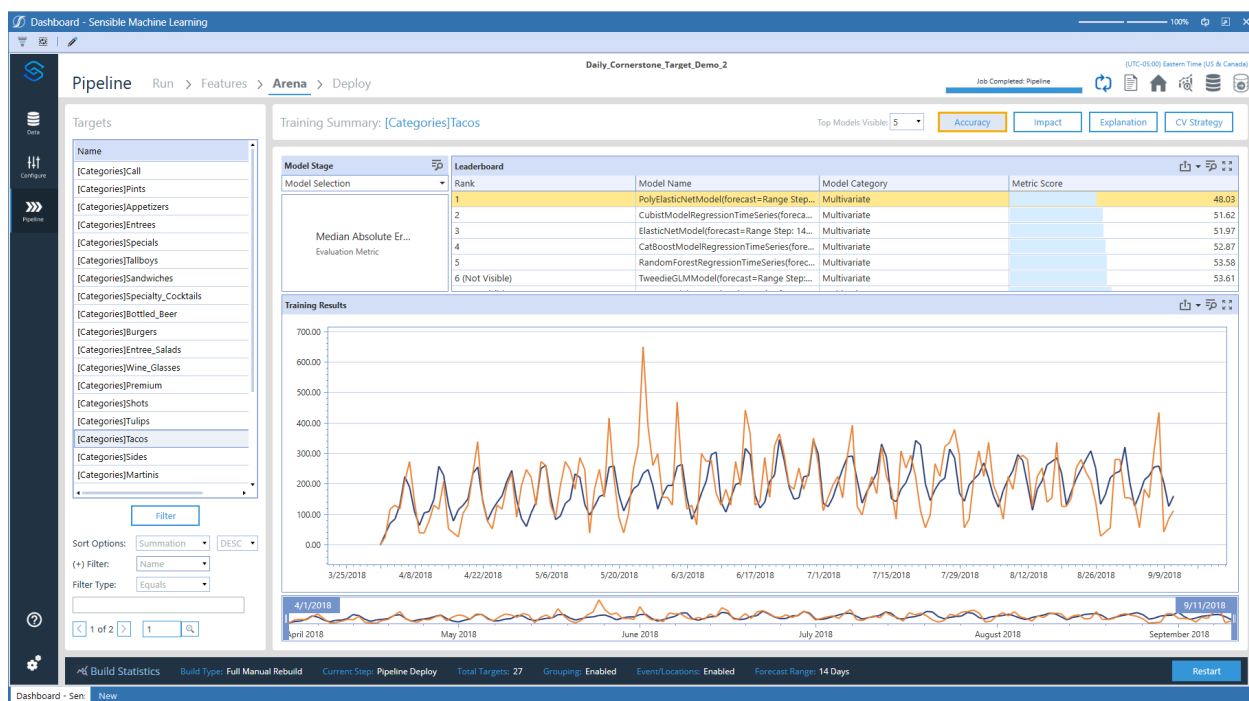 Dashboard - Sensible Machine Learning
100%
Daily_Cornerstone_Target_Demo_2
(UTC-05:00) Eastern Time (US & Canada)
Pipeline Run > Features > Arena > Deploy
Job Completed: Pipeline
Data
Configure
Pipeline
Targets
Name
[Categories]Call
[Categories]Pints
[Categories]Appetizers
[Categories]Entrees
[Categories]Specials
[Categories]Tallboys
[Categories]Sandwiches
[Categories]Specialty_Cocktails
[Categories]Bottled_Beer
[Categories]Burgers
[Categories]Entree_Salads
[Categories]Wine_Glasses
[Categories]Premium
[Categories]Shots
[Categories]Tulips
[Categories]Tacos
[Categories]Sides
[Categories]Martinis
Filter
Sort Options: Summation DESC
(+) Filter: Name
Filter Type: Equals
1 of 2 1
Training Summary: [Categories]Tacos
Top Models Visible: 5 Accuracy Impact Explanation CV Strategy
Model Stage
Model Selection
Median Absolute Er...
Evaluation Metric
Leaderboard
Rank Model Name Model Category Metric Score
1 PolyElasticNetModel(forecast=Range Step... Multivariate 48.03
2 CubistModelRegressionTimeSeries(foreca... Multivariate 51.62
3 ElasticNetModel(forecast=Range Step: 14... Multivariate 51.97
4 CatBoostModelRegressionTimeSeries(fore... Multivariate 52.87
5 RandomForestRegressionTimeSeries(forec... Multivariate 53.58
6 (Not Visible) TweedieGLMModel(forecast=Range Step:... Multivariate 53.61
Training Results
700.00
600.00
500.00
400.00
300.00
200.00
100.00
0.00
3/25/2018 4/8/2018 4/22/2018 5/6/2018 5/20/2018 6/3/2018 6/17/2018 7/1/2018 7/15/2018 7/29/2018 8/12/2018 8/26/2018 9/9/2018
4/1/2018 9/11/2018
April 2018 May 2018 June 2018 July 2018 August 2018 September 2018
Build Statistics Build Type: Full Manual Rebuild Current Step: Pipeline Deploy Total Targets: 27 Grouping: Enabled Event/Locations: Enabled Forecast Range: 14 Days Restart
Dashboard - Sen: New